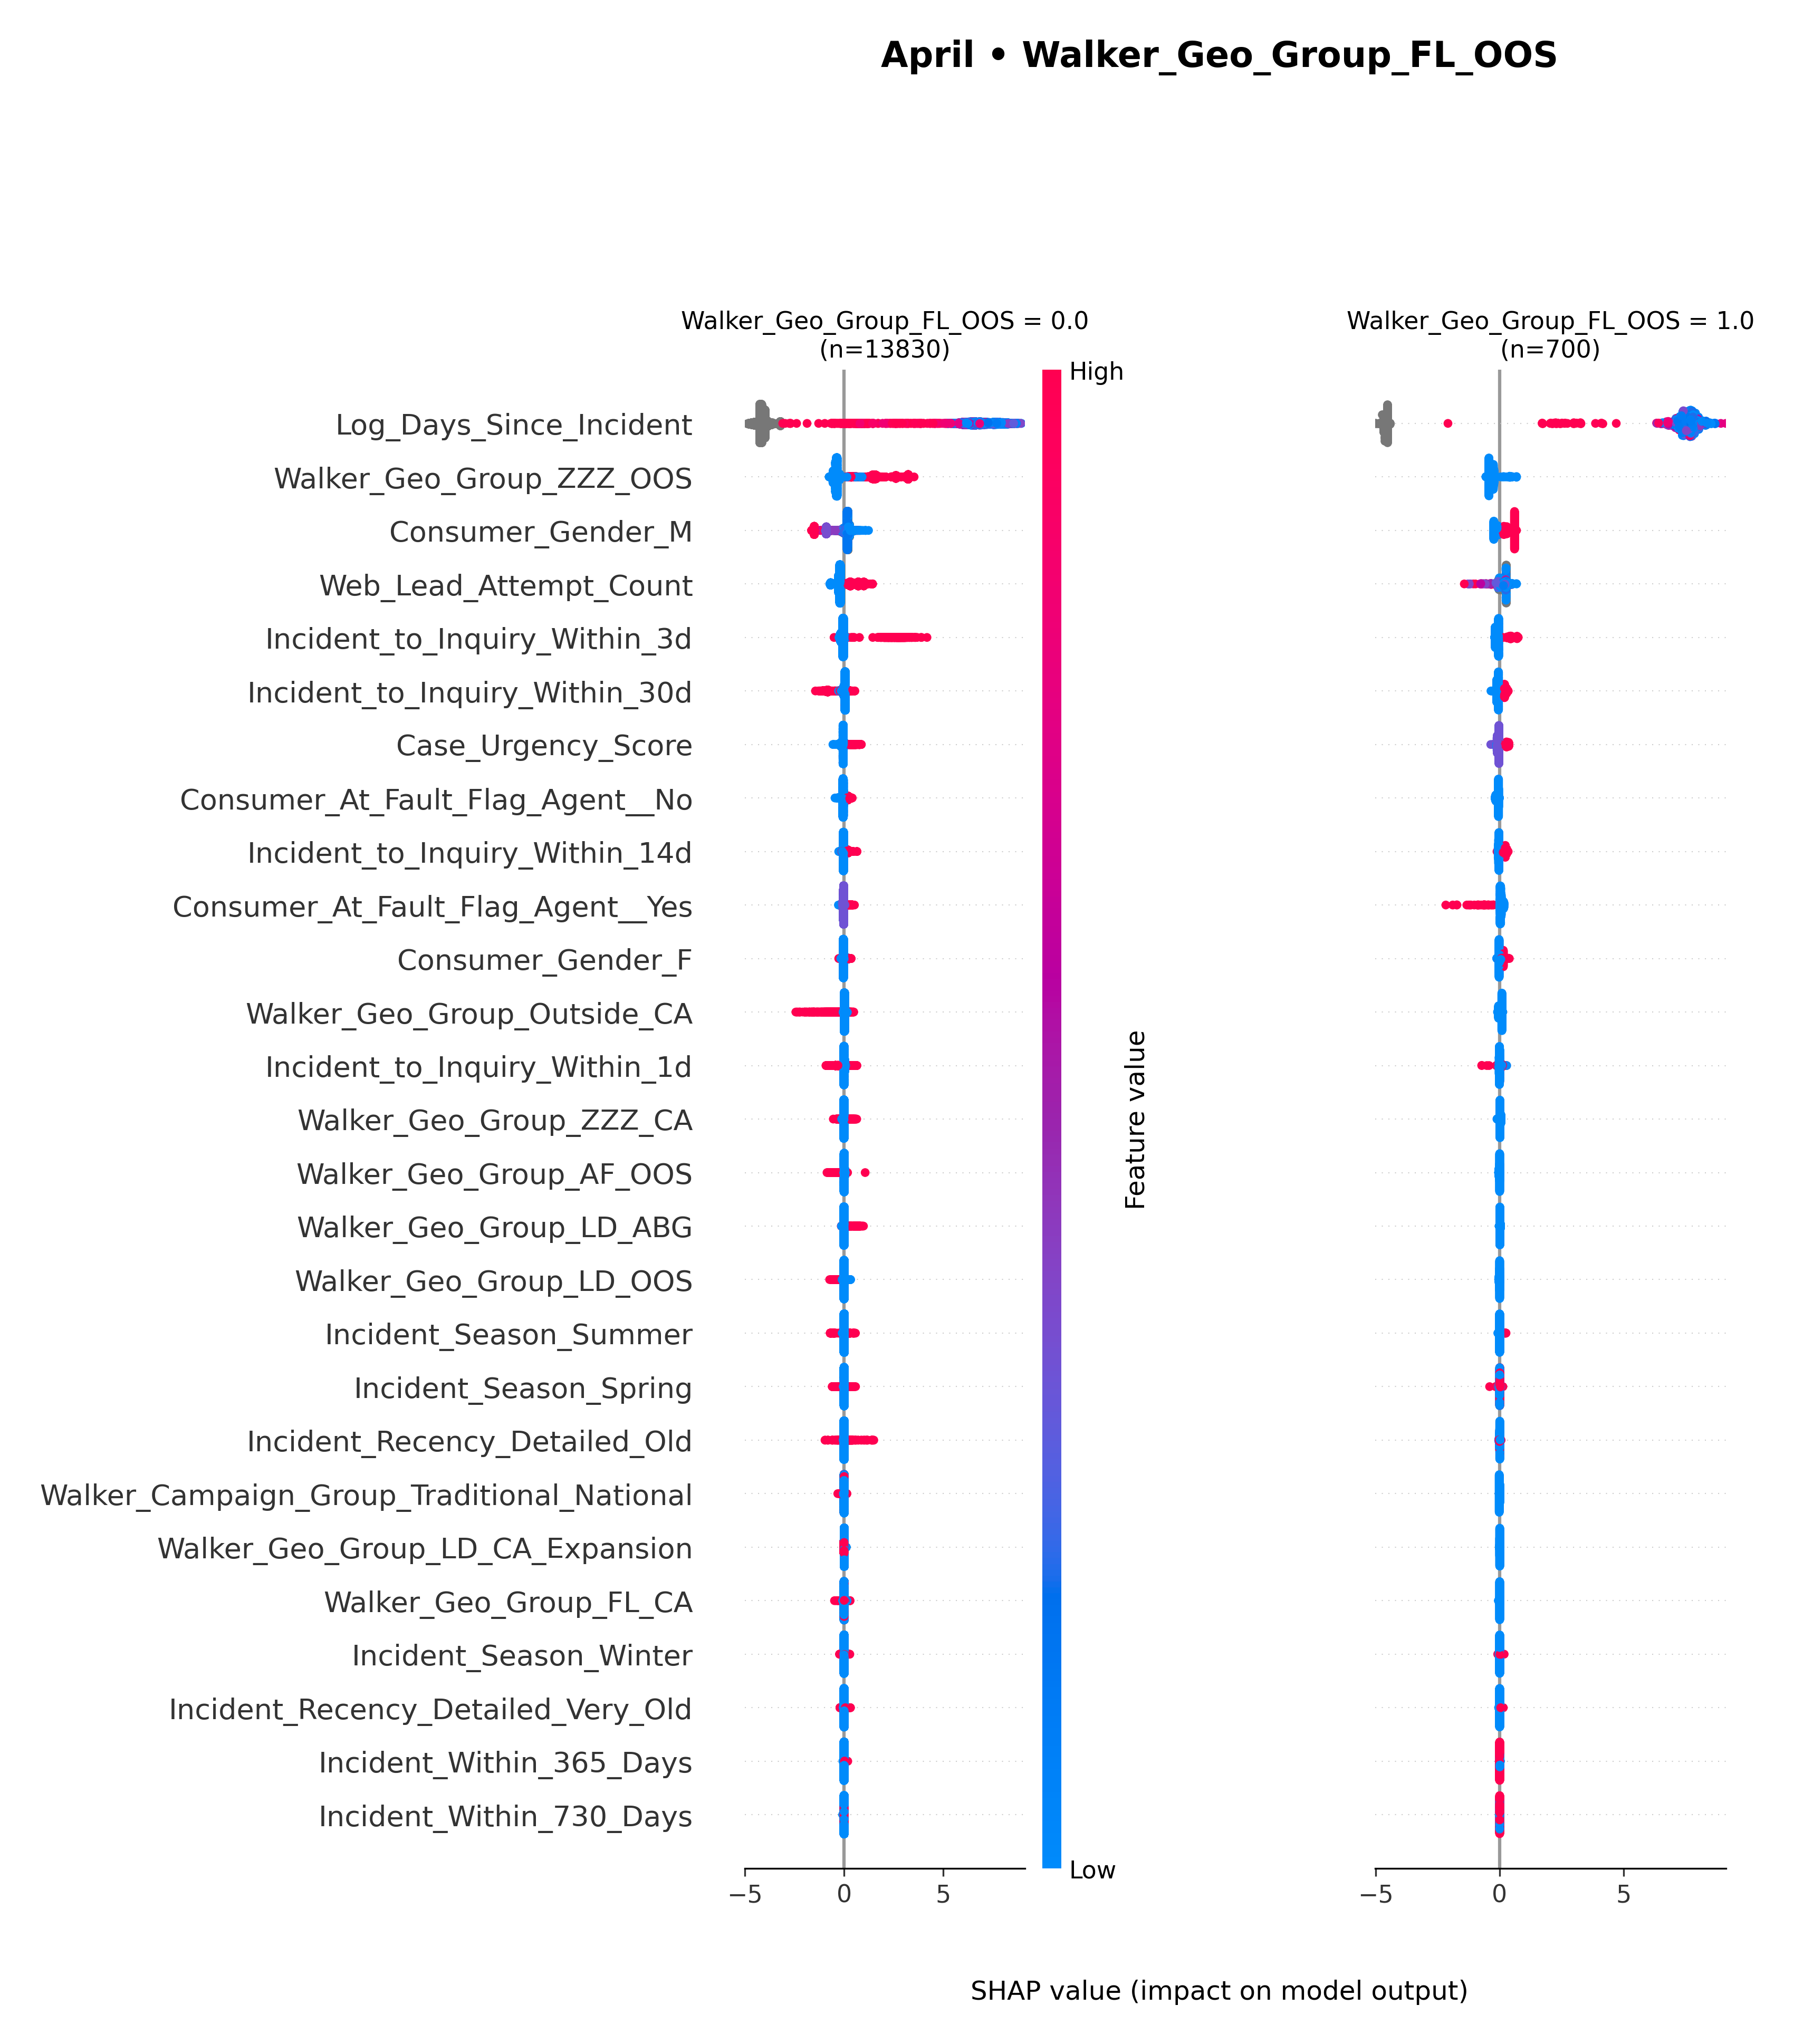 April • Walker_Geo_Group_FL_OOS
Walker_Geo_Group_FL_OOS = 0.0
(n=13830)
Walker_Geo_Group_FL_OOS = 1.0
(n=700)
High
Log_Days_Since_Incident
Walker_Geo_Group_ZZZ_OOS
Consumer_Gender_M
Web_Lead_Attempt_Count
Incident_to_Inquiry_Within_3d
Incident_to_Inquiry_Within_30d
Case_Urgency_Score
Consumer_At_Fault_Flag_Agent__No
Incident_to_Inquiry_Within_14d
Consumer_At_Fault_Flag_Agent__Yes
Consumer_Gender_F
Walker_Geo_Group_Outside_CA
Incident_to_Inquiry_Within_1d
Walker_Geo_Group_ZZZ_CA
Walker_Geo_Group_AF_OOS
Walker_Geo_Group_LD_ABG
Walker_Geo_Group_LD_OOS
Incident_Season_Summer
Incident_Season_Spring
Incident_Recency_Detailed_Old
Walker_Campaign_Group_Traditional_National
Walker_Geo_Group_LD_CA_Expansion
Walker_Geo_Group_FL_CA
Incident_Season_Winter
Incident_Recency_Detailed_Very_Old
Incident_Within_365_Days
Incident_Within_730_Days
Feature value
Low
−5 0 5
−5 0 5
SHAP value (impact on model output)